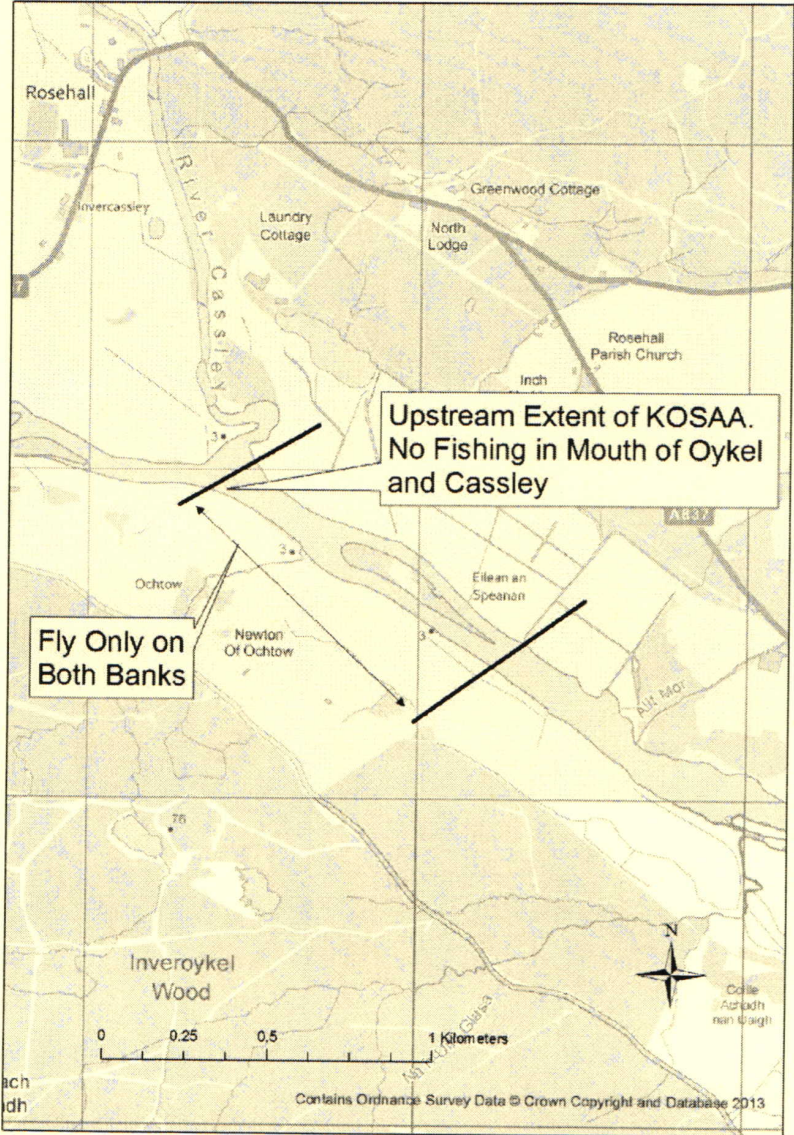 Rosehall
Invercassley
River Cassley
Laundry
Cottage
Greenwood Cottage
North
Lodge
7
Rosehall
Parish Church
Inch
3
Upstream Extent of KOSAA.
No Fishing in Mouth of Oykel
and Cassley
A837
3
Ochtow
Eilean an
Speanan
Fly Only on
Both Banks
Newton
Of Ochtow
3
Allt Mor
76
Inveroykel
Wood
N
Coille
Achadh
nan Uaigh
0 0.25 0.5 1 Kilometers
ach
dh
Contains Ordnance Survey Data © Crown Copyright and Database 2013